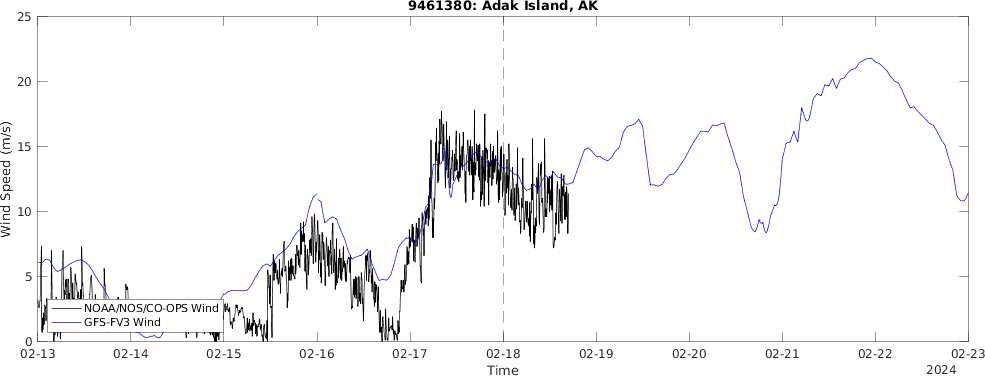 9461380: Adak Island, AK
Wind Speed (m/s)
25
20
15
10
5
0
NOAA/NOS/CO-OPS Wind
GFS-FV3 Wind
02-13 02-14 02-15 02-16 02-17 02-18 02-19 02-20 02-21 02-22 02-23
Time
2024